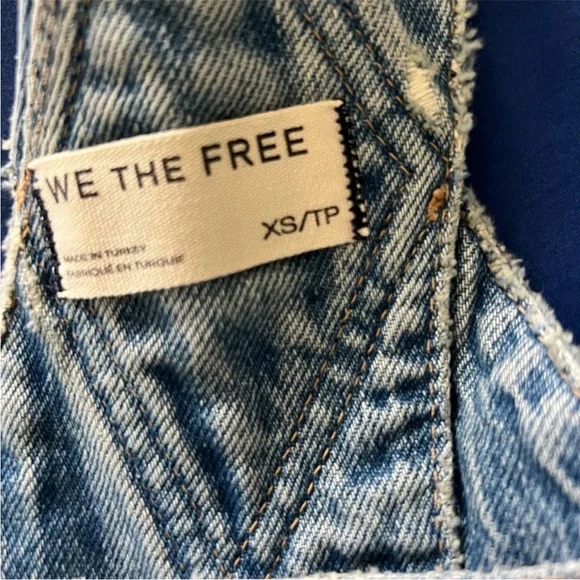 WE THE FREE
XS/TP
MADE IN TURKEY
FABRIQUÉ EN TURQUIE